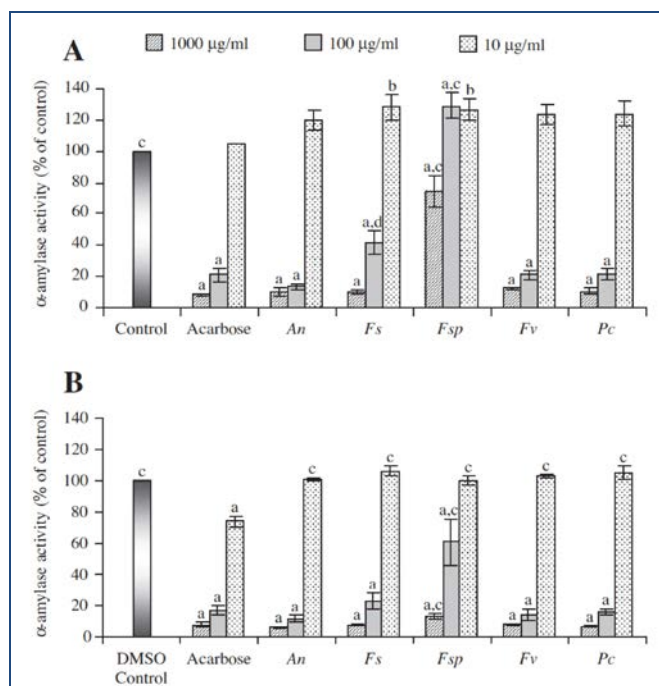 A
1000 µg/ml 100 µg/ml 10 µg/ml
α-amylase activity (% of control)
140
120
100
80
60
40
20
0
c
a a
a a
a a,d b
a,c a,c b
a a
a a
Control Acarbose An Fs Fsp Fv Pc
B
α-amylase activity (% of control)
140
120
100
80
60
40
20
0
c
a a a
a a c
a a c
a,c a,c c
a a c
a a c
DMSO Control Acarbose An Fs Fsp Fv Pc